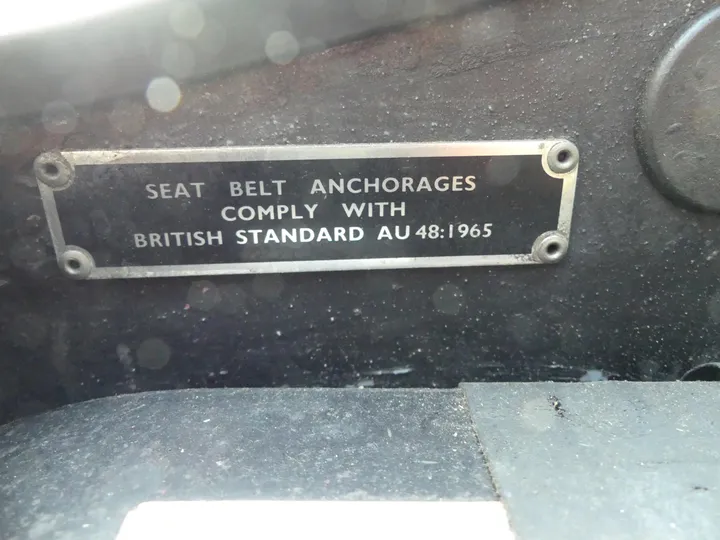 SEAT BELT ANCHORAGES
COMPLY WITH
BRITISH STANDARD AU 48:1965